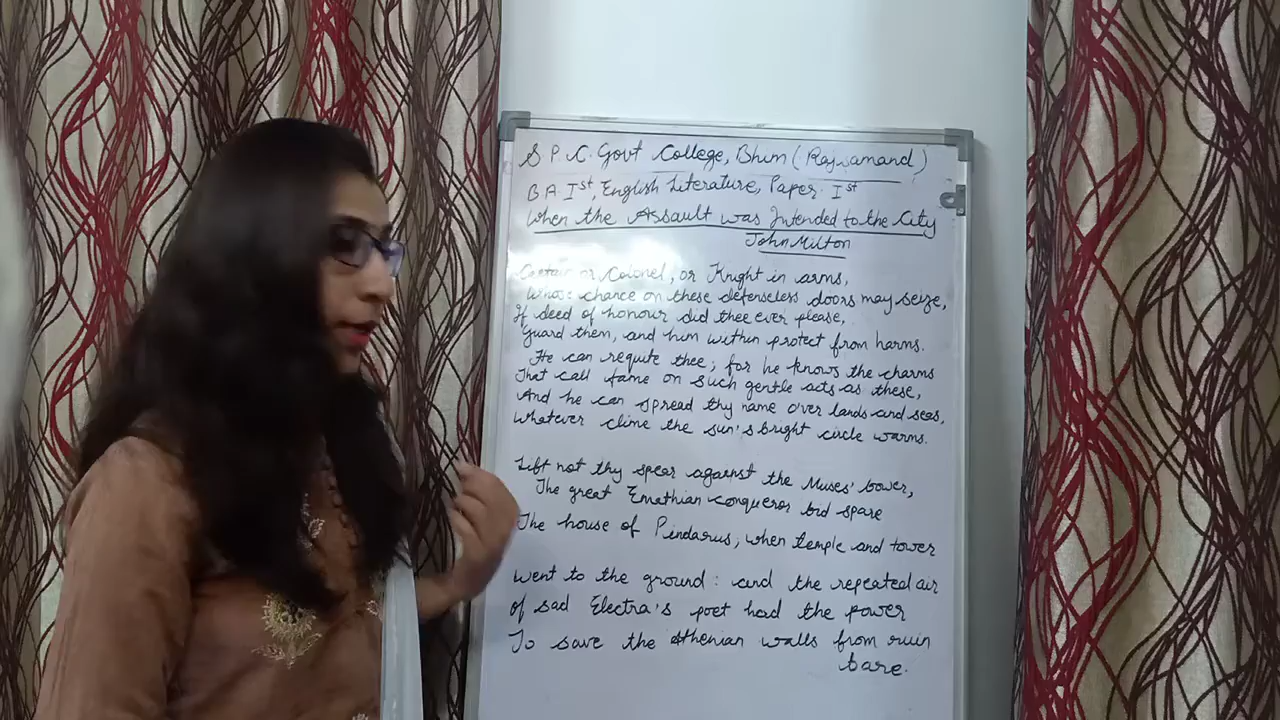 S P. C. Govt College, Bhim (Rajsamand)
B.A Ist, English Literature, Paper Ist
When the Assault was Intended to the City
John Milton
Captain or Colonel, or Knight in arms,
Whose chance on these defenseless doors may seize,
If deed of honour did thee ever please,
Guard them, and him within protect from harms.
He can requite thee; for he knows the charms
That call fame on such gentle acts as these,
And he can spread thy name over lands and seas,
Whatever clime the sun's bright circle warms.
Lift not thy spear against the Muses' bower,
The great Emathian conqueror bid spare
The house of Pindarus, when temple and tower
Went to the ground: and the repeated air
of sad Electra's poet had the power
To save the Athenian walls from ruin
bare.